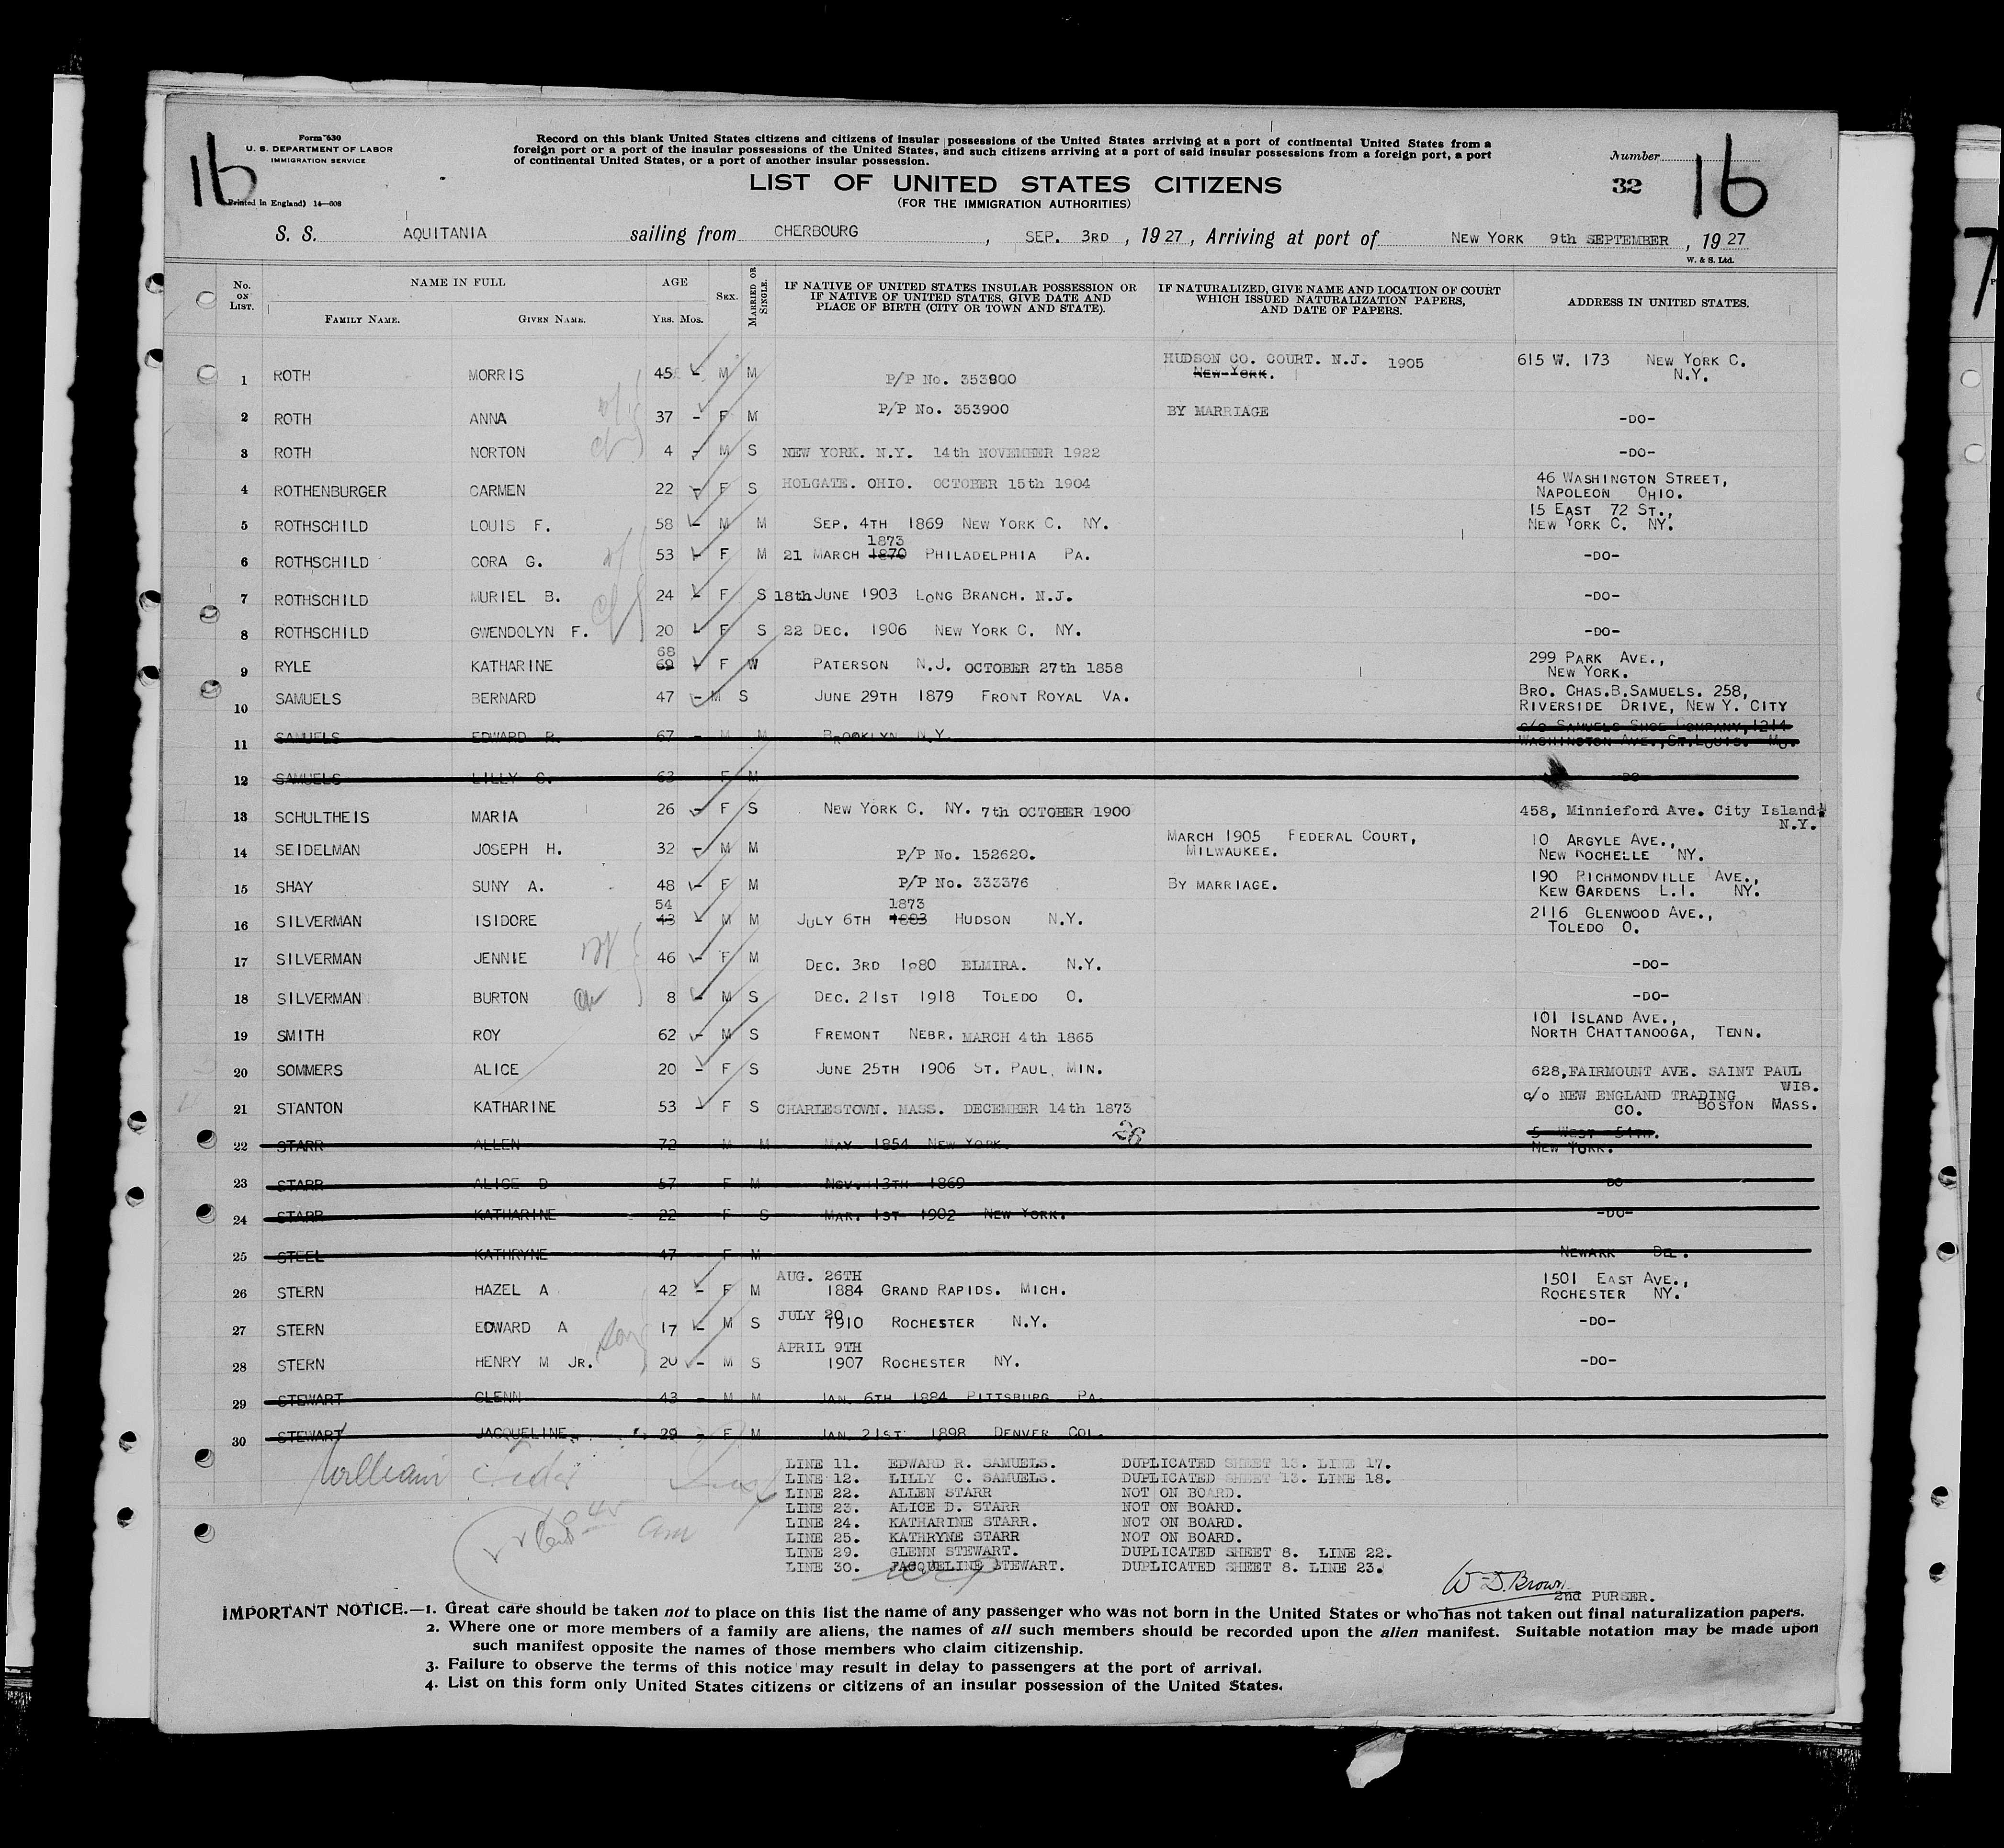 Form 630
U. S. DEPARTMENT OF LABOR
IMMIGRATION SERVICE
16
Printed in England) 14—608
Record on this blank United States citizens and citizens of insular possessions of the United States arriving at a port of continental United States from a
foreign port or a port of the insular possessions of the United States, and such citizens arriving at a port of said insular possessions from a foreign port, a port
of continental United States, or a port of another insular possession.
Number
32
16
LIST OF UNITED STATES CITIZENS
(FOR THE IMMIGRATION AUTHORITIES)
S. S. AQUITANIA sailing from CHERBOURG, SEP. 3RD, 1927, Arriving at port of NEW YORK 9th SEPTEMBER, 1927
W. & S. Ltd.
No. ON LIST. NAME IN FULL FAMILY NAME. GIVEN NAME. AGE YRS. MOS. SEX. MARRIED OR SINGLE. IF NATIVE OF UNITED STATES INSULAR POSSESSION OR IF NATIVE OF UNITED STATES, GIVE DATE AND PLACE OF BIRTH (CITY OR TOWN AND STATE). IF NATURALIZED, GIVE NAME AND LOCATION OF COURT WHICH ISSUED NATURALIZATION PAPERS, AND DATE OF PAPERS. ADDRESS IN UNITED STATES.
1 ROTH MORRIS 45 - M M P/P No. 353900 HUDSON CO. COURT. N.J. 1905 NEW YORK. 615 W. 173 NEW YORK C. N.Y.
2 ROTH ANNA 37 - F M P/P No. 353900 BY MARRIAGE -DO-
3 ROTH NORTON 4 - M S NEW YORK. N.Y. 14th NOVEMBER 1922 -DO-
4 ROTHENBURGER CARMEN 22 - F S HOLGATE. OHIO. OCTOBER 15th 1904 46 WASHINGTON STREET, NAPOLEON OHIO.
5 ROTHSCHILD LOUIS F. 58 - M M SEP. 4TH 1869 NEW YORK C. NY. 15 EAST 72 ST., NEW YORK C. NY.
6 ROTHSCHILD CORA G. 53 - F M 21 MARCH 1870 1873 PHILADELPHIA PA. -DO-
7 ROTHSCHILD MURIEL B. 24 - F S 18th JUNE 1903 LONG BRANCH. N.J. -DO-
8 ROTHSCHILD GWENDOLYN F. 20 - F S 22 DEC. 1906 NEW YORK C. NY. -DO-
9 RYLE KATHARINE 69 68 - F W PATERSON N.J. OCTOBER 27th 1858 299 PARK AVE., NEW YORK.
10 SAMUELS BERNARD 47 - M S JUNE 29TH 1879 FRONT ROYAL VA. BRO. CHAS.B.SAMUELS. 258, RIVERSIDE DRIVE, NEW Y. CITY
11 SAMUELS EDWARD R. 67 - M M BROOKLYN N.Y. c/o SAMUELS SHOE COMPANY, 1214 WASHINGTON AVE., ST.LOUIS. MO.
12 SAMUELS LILLY C. 63 - F M -DO-
13 SCHULTHEIS MARIA 26 - F S NEW YORK C. NY. 7th OCTOBER 1900 458, Minnieford Ave. City Island N.Y.
14 SEIDELMAN JOSEPH H. 32 - M M P/P No. 152620. MARCH 1905 FEDERAL COURT, MILWAUKEE. 10 ARGYLE AVE., NEW ROCHELLE NY.
15 SHAY SUNY A. 48 - F M P/P No. 333376 BY MARRIAGE. 190 RICHMONDVILLE AVE., KEW GARDENS L.I. NY.
16 SILVERMAN ISIDORE 43 54 - M M JULY 6TH 1883 1873 HUDSON N.Y. 2116 GLENWOOD AVE., TOLEDO O.
17 SILVERMAN JENNIE 46 - F M DEC. 3RD 1880 ELMIRA. N.Y. -DO-
18 SILVERMAN BURTON 8 - M S DEC. 21ST 1918 TOLEDO O. -DO-
19 SMITH ROY 62 - M S FREMONT NEBR. MARCH 4th 1865 101 ISLAND AVE., NORTH CHATTANOOGA, TENN.
20 SOMMERS ALICE 20 - F S JUNE 25TH 1906 ST. PAUL, MIN. 628,FAIRMOUNT AVE. SAINT PAUL WIS.
21 STANTON KATHARINE 53 - F S CHARLESTOWN. MASS. DECEMBER 14th 1873 c/o NEW ENGLAND TRADING CO. BOSTON MASS.
22 STARR ALLEN 72 M M MAY 1854 NEW YORK. 26 5 WEST 54TH. NEW YORK.
23 STARR ALICE D 57 - F M NOV. 13TH 1869 -DO-
24 STARR KATHARINE 22 - F S MAR. 1ST 1902 NEW YORK. -DO-
25 STEEL KATHRYNE 47 - F M NEWARK DEL.
26 STERN HAZEL A 42 - F M AUG. 26TH 1884 GRAND RAPIDS. MICH. 1501 EAST AVE., ROCHESTER NY.
27 STERN EDWARD A 17 - M S JULY 20 1910 ROCHESTER N.Y. -DO-
28 STERN HENRY M JR. 20 - M S APRIL 9TH 1907 ROCHESTER NY. -DO-
29 STEWART GLENN 43 - M M JAN. 6TH 1884 PITTSBURG PA.
30 STEWART JACQUELINE. 29 - F M JAN 21ST 1898 DENVER COL.
William
LINE 11. EDWARD R. SAMUELS. DUPLICATED SHEET 13. LINE 17.
LINE 12. LILLY C. SAMUELS. DUPLICATED SHEET 13. LINE 18.
LINE 22. ALLEN STARR NOT ON BOARD.
LINE 23. ALICE D. STARR NOT ON BOARD.
LINE 24. KATHARINE STARR. NOT ON BOARD.
LINE 25. KATHRYNE STARR NOT ON BOARD.
LINE 29. GLENN STEWART. DUPLICATED SHEET 8. LINE 22.
LINE 30. JACQUELINE STEWART. DUPLICATED SHEET 8. LINE 23.
W D. Brown
2nd PURSER.
IMPORTANT NOTICE.—1. Great care should be taken not to place on this list the name of any passenger who was not born in the United States or who has not taken out final naturalization papers.
2. Where one or more members of a family are aliens, the names of all such members should be recorded upon the alien manifest. Suitable notation may be made upon
such manifest opposite the names of those members who claim citizenship.
3. Failure to observe the terms of this notice may result in delay to passengers at the port of arrival.
4. List on this form only United States citizens or citizens of an insular possession of the United States.